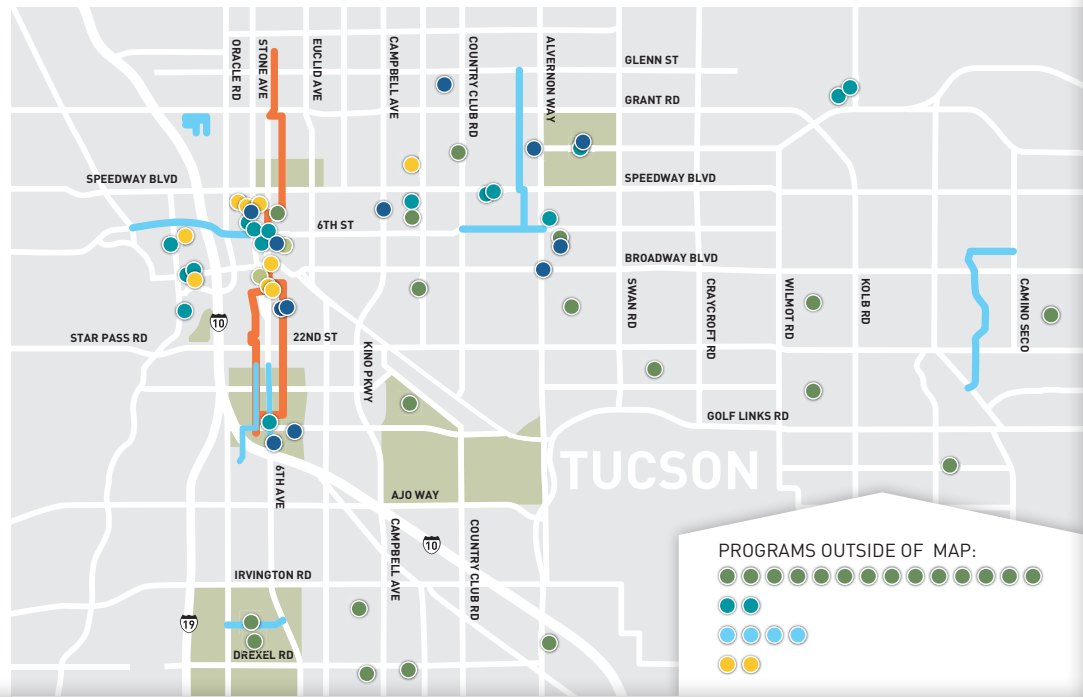 ORACLE RD
STONE AVE
EUCLID AVE
CAMPBELL AVE
COUNTRY CLUB RD
ALVERNON WAY
GLENN ST
GRANT RD
SPEEDWAY BLVD
SPEEDWAY BLVD
6TH ST
BROADWAY BLVD
SWAN RD
CRAYCROFT RD
WILMOT RD
KOLB RD
CAMINO SECO
10
STAR PASS RD
22ND ST
KINO PKWY
GOLF LINKS RD
TUCSON
6TH AVE
AJO WAY
CAMPBELL AVE
COUNTRY CLUB RD
10
PROGRAMS OUTSIDE OF MAP:
IRVINGTON RD
19
DREXEL RD